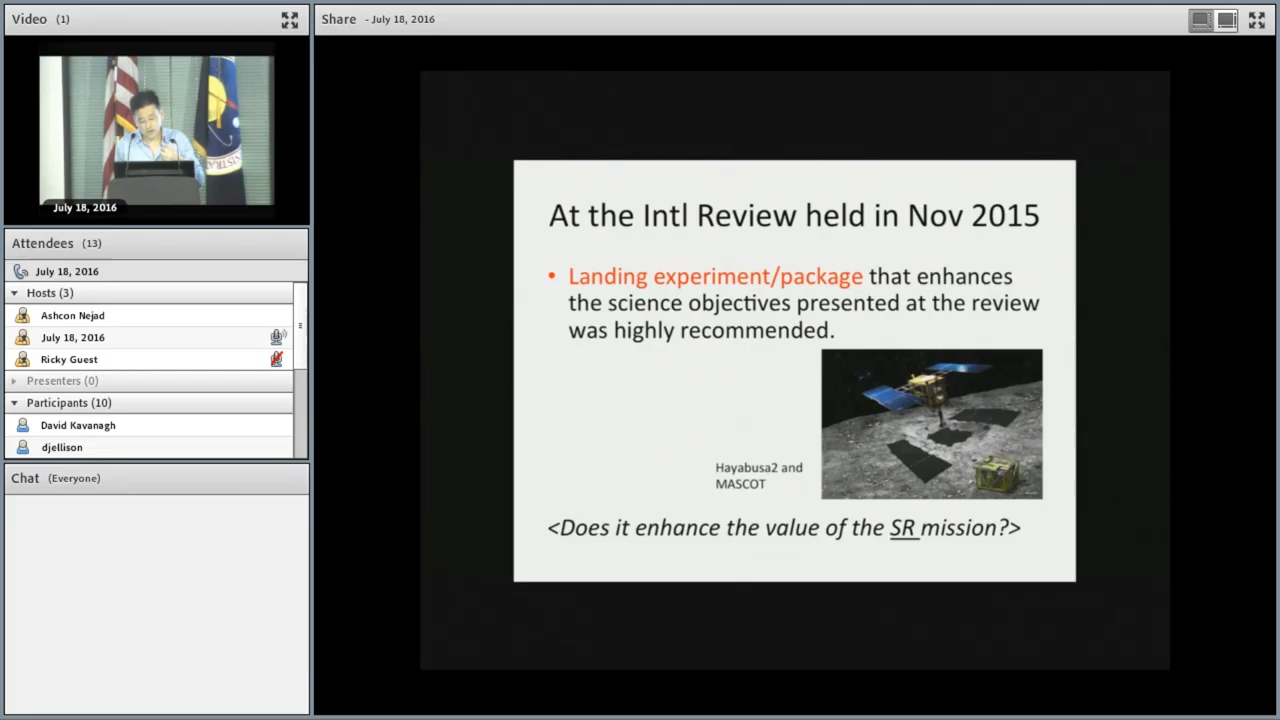 Video (1)
July 18, 2016
Attendees (13)
July 18, 2016
Hosts (3)
Ashcon Nejad
July 18, 2016
Ricky Guest
Presenters (0)
Participants (10)
David Kavanagh
djellison
Chat (Everyone)
Share - July 18, 2016
At the Intl Review held in Nov 2015
• Landing experiment/package that enhances
the science objectives presented at the review
was highly recommended.
Hayabusa2 and
MASCOT
<Does it enhance the value of the SR mission?>